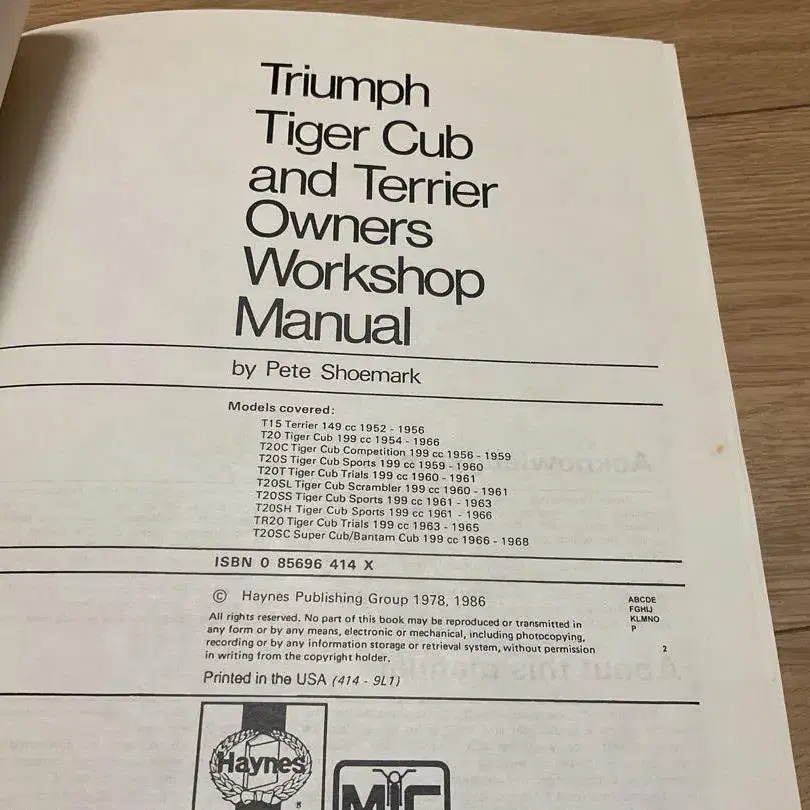 Triumph
Tiger Cub
and Terrier
Owners
Workshop
Manual
by Pete Shoemark
Models covered:
T15 Terrier 149 cc 1952 - 1956
T20 Tiger Cub 199 cc 1954 - 1966
T20C Tiger Cub Competition 199 cc 1956 - 1959
T20S Tiger Cub Sports 199 cc 1959 - 1960
T20T Tiger Cub Trials 199 cc 1960 - 1961
T20SL Tiger Cub Scrambler 199 cc 1960 - 1961
T20SS Tiger Cub Sports 199 cc 1961 - 1963
T20SH Tiger Cub Sports 199 cc 1961 - 1966
TR20 Tiger Cub Trials 199 cc 1963 - 1965
T20SC Super Cub/Bantam Cub 199 cc 1966 - 1968
ISBN 0 85696 414 X
© Haynes Publishing Group 1978, 1986
ABCDE
FGHIJ
KLMNO
P
2
All rights reserved. No part of this book may be reproduced or transmitted in
any form or by any means, electronic or mechanical, including photocopying,
recording or by any information storage or retrieval system, without permission
in writing from the copyright holder.
Printed in the USA (414 - 9L1)
Haynes
®
MIC